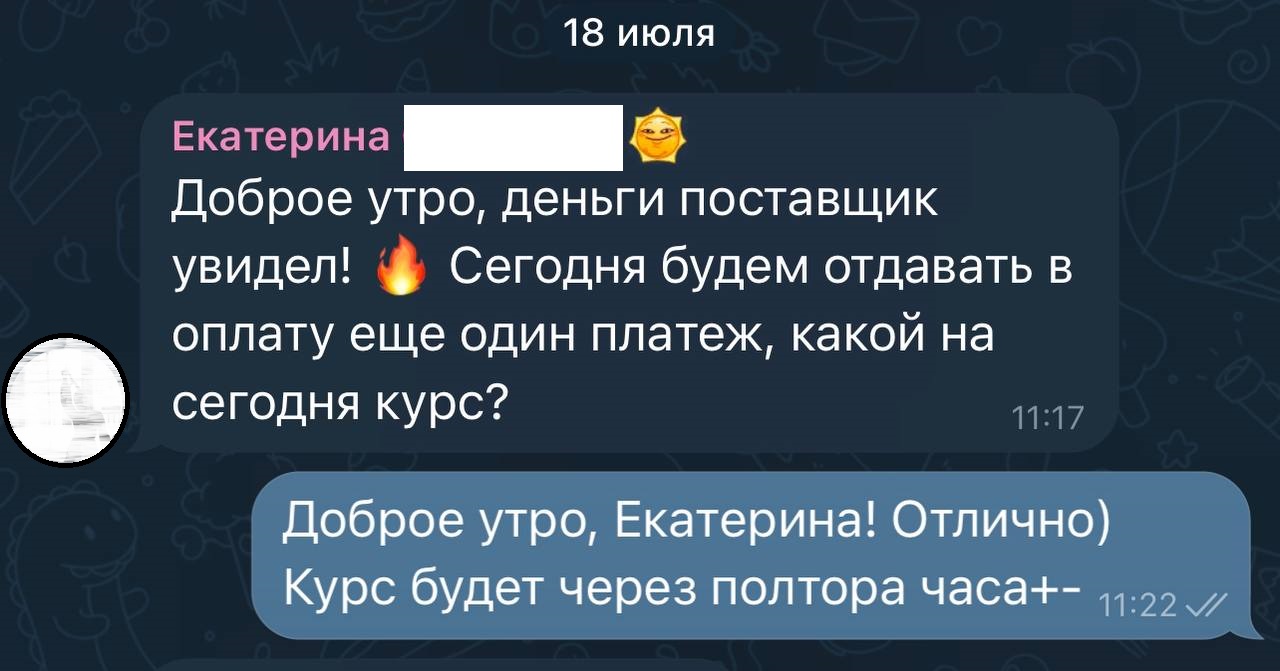 18 июля
Екатерина
Доброе утро, деньги поставщик
увидел! 🔥 Сегодня будем отдавать в
оплату еще один платеж, какой на
сегодня курс?
11:17
Доброе утро, Екатерина! Отлично)
Курс будет через полтора часа+-
11:22